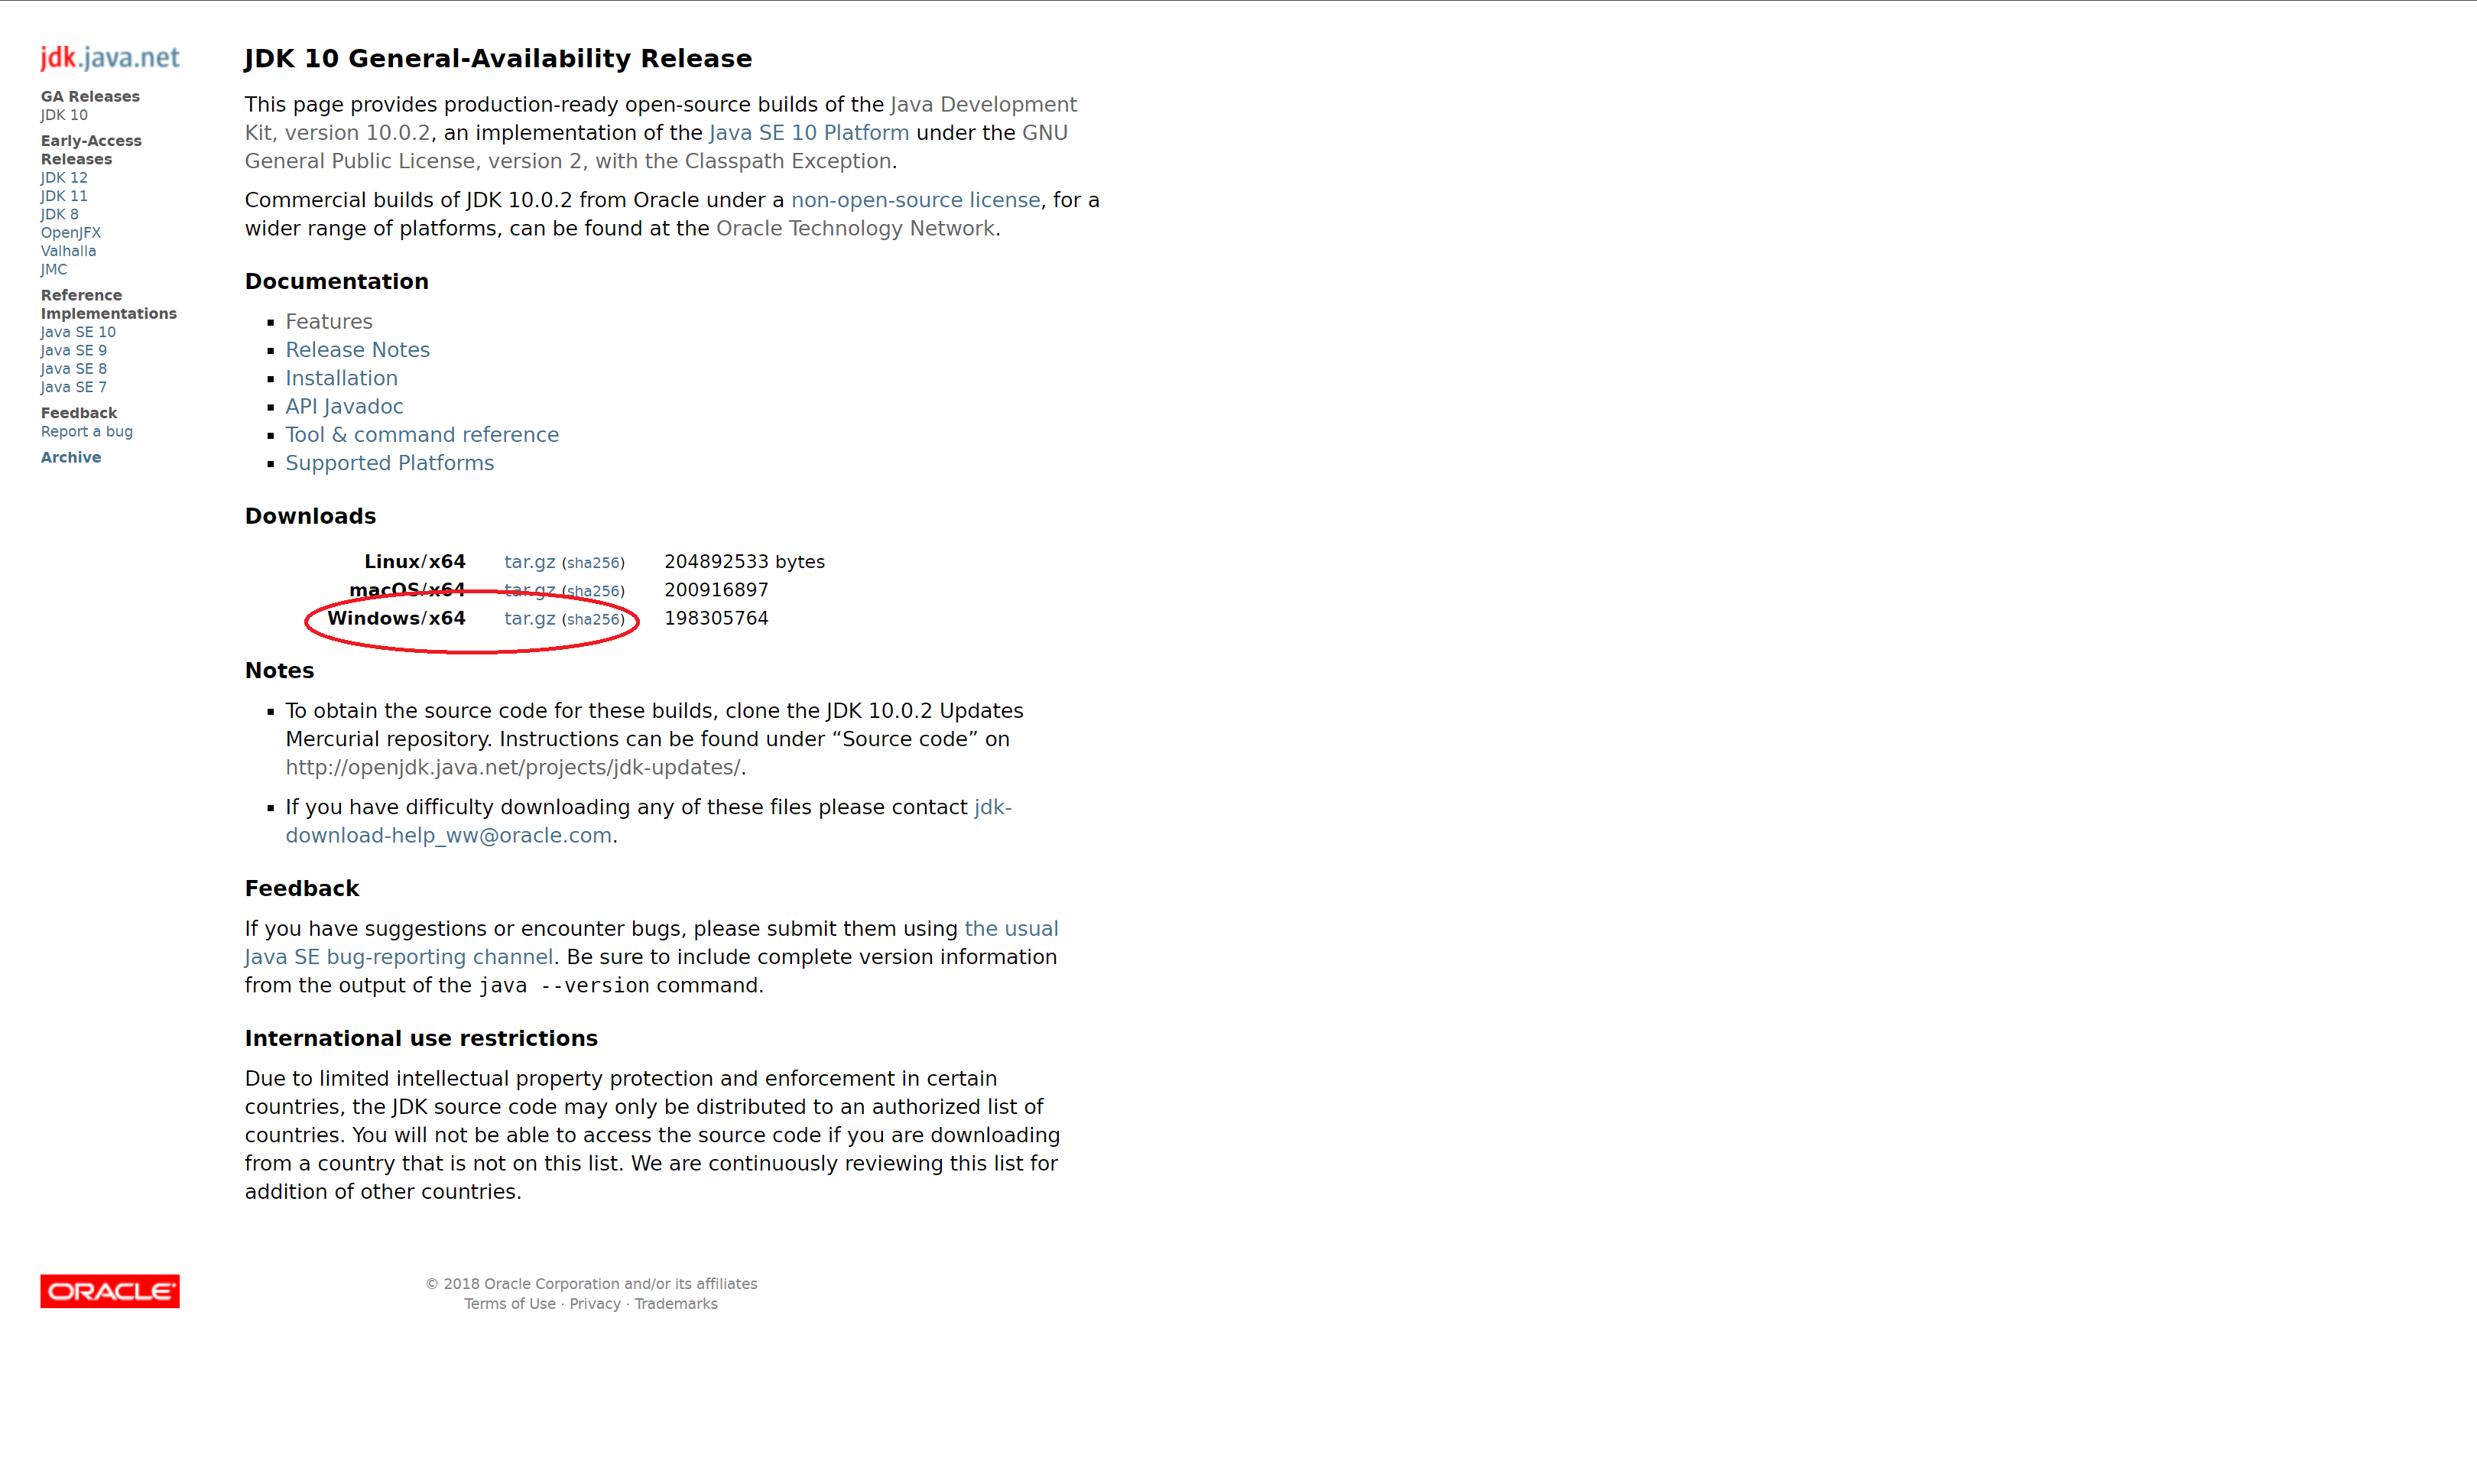 jdk.java.net
GA Releases
JDK 10
Early-Access
Releases
JDK 12
JDK 11
JDK 8
OpenJFX
Valhalla
JMC
Reference
Implementations
Java SE 10
Java SE 9
Java SE 8
Java SE 7
Feedback
Report a bug
Archive
JDK 10 General-Availability Release
This page provides production-ready open-source builds of the Java Development
Kit, version 10.0.2, an implementation of the Java SE 10 Platform under the GNU
General Public License, version 2, with the Classpath Exception.
Commercial builds of JDK 10.0.2 from Oracle under a non-open-source license, for a
wider range of platforms, can be found at the Oracle Technology Network.
Documentation
▪ Features
▪ Release Notes
▪ Installation
▪ API Javadoc
▪ Tool & command reference
▪ Supported Platforms
Downloads
Linux/x64 tar.gz (sha256) 204892533 bytes
macOS/x64 tar.gz (sha256) 200916897
Windows/x64 tar.gz (sha256) 198305764
Notes
▪ To obtain the source code for these builds, clone the JDK 10.0.2 Updates
Mercurial repository. Instructions can be found under “Source code” on
http://openjdk.java.net/projects/jdk-updates/.
▪ If you have difficulty downloading any of these files please contact jdk-
download-help_ww@oracle.com.
Feedback
If you have suggestions or encounter bugs, please submit them using the usual
Java SE bug-reporting channel. Be sure to include complete version information
from the output of the java --version command.
International use restrictions
Due to limited intellectual property protection and enforcement in certain
countries, the JDK source code may only be distributed to an authorized list of
countries. You will not be able to access the source code if you are downloading
from a country that is not on this list. We are continuously reviewing this list for
addition of other countries.
ORACLE
© 2018 Oracle Corporation and/or its affiliates
Terms of Use · Privacy · Trademarks